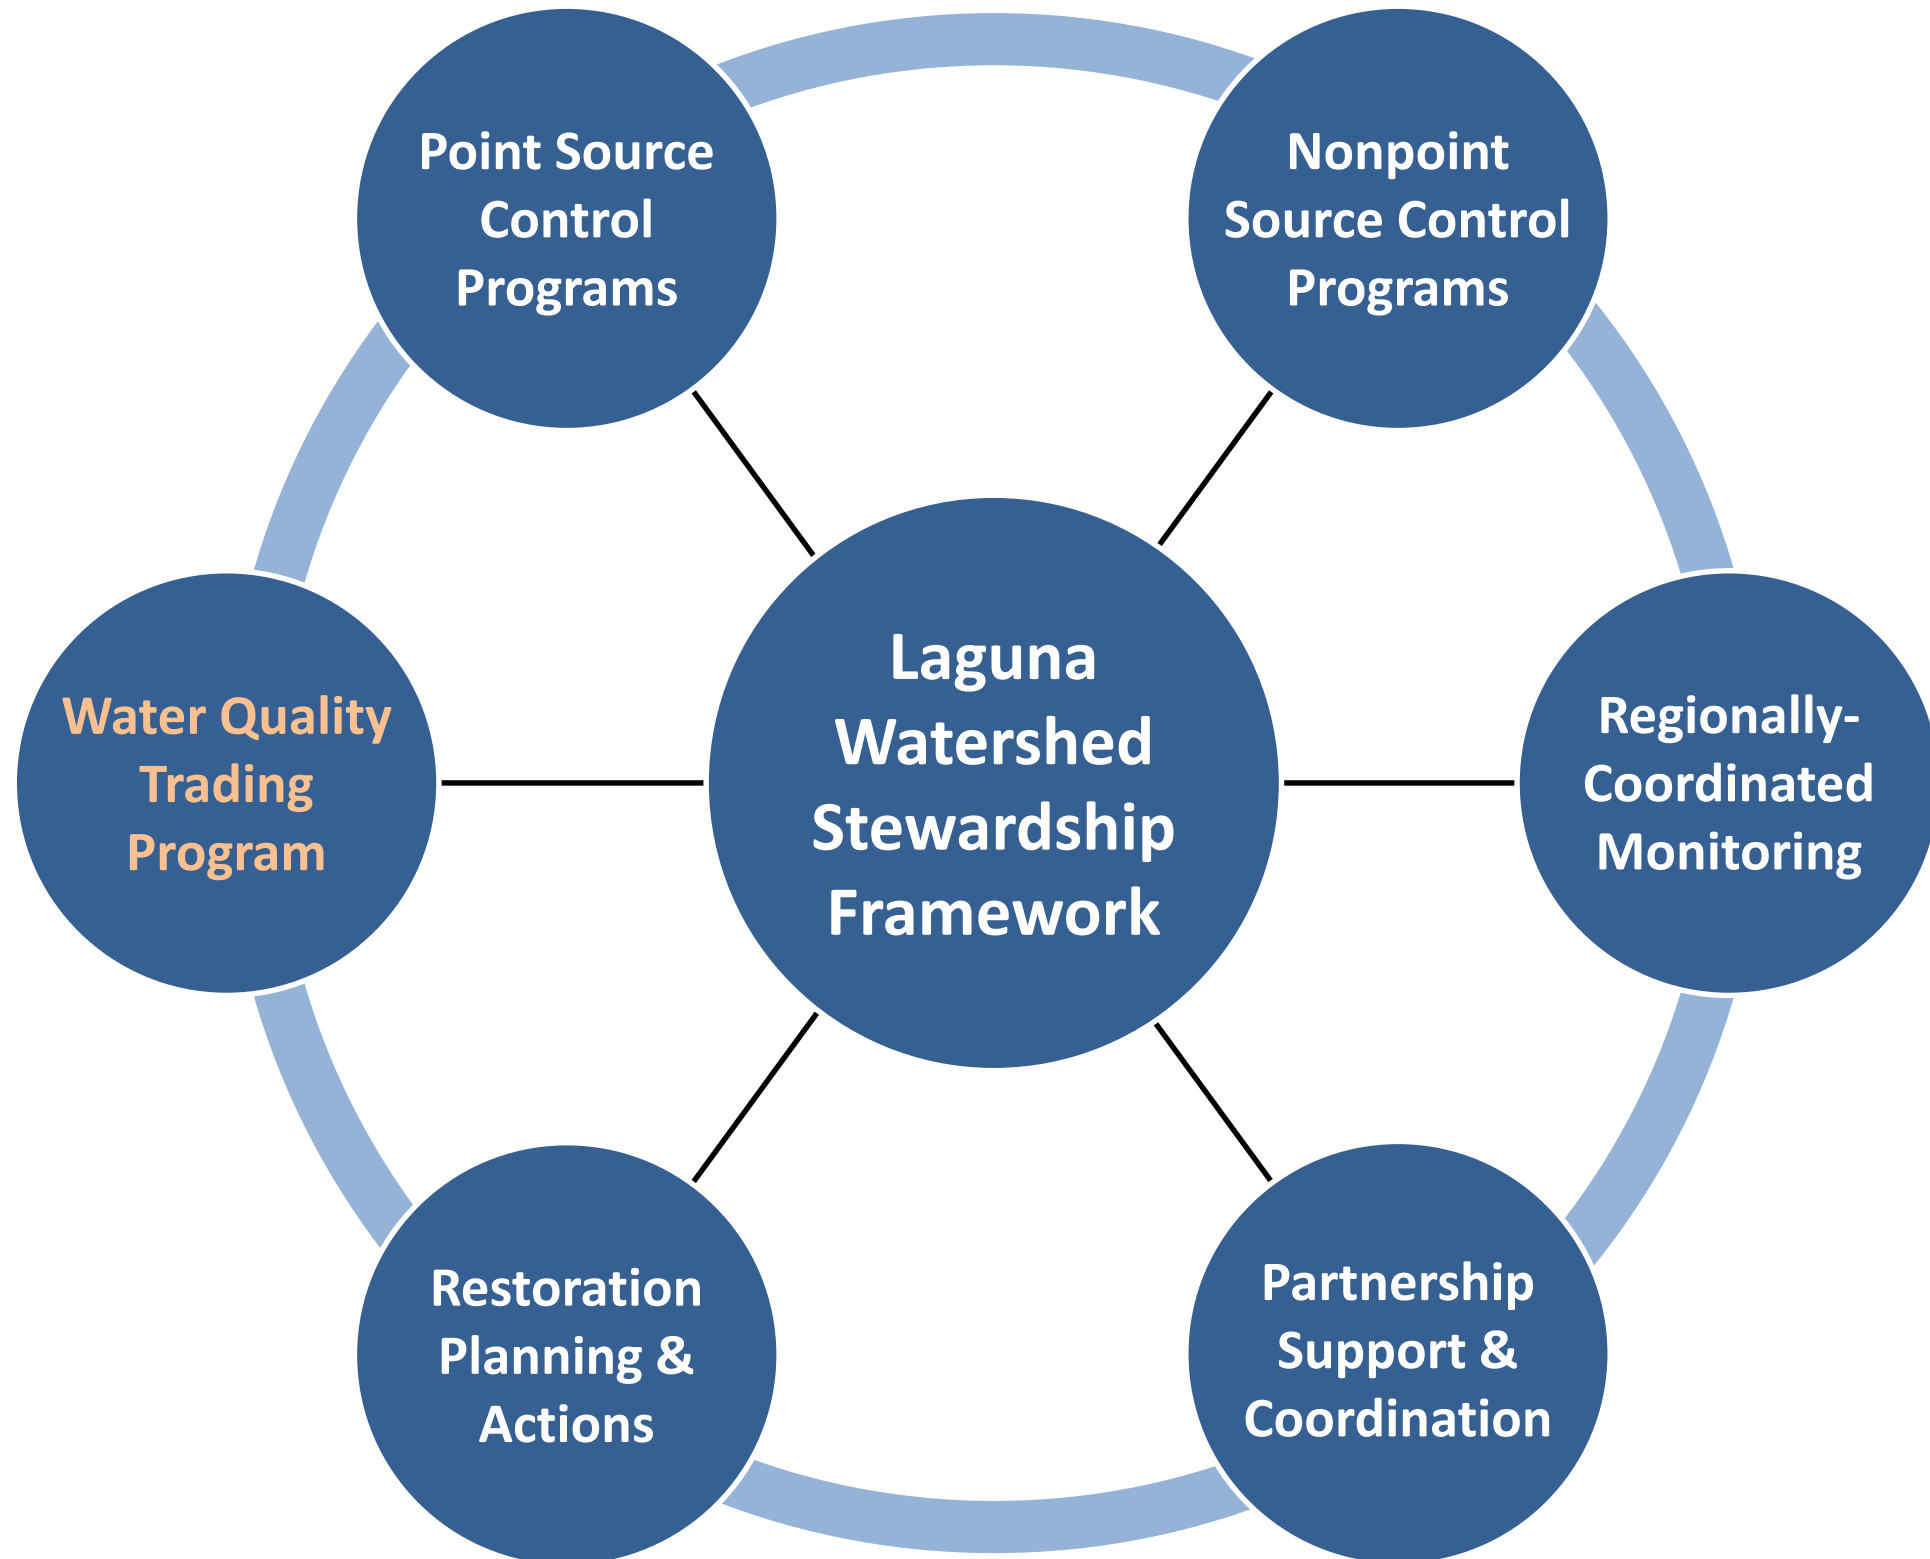 Point Source
Control
Programs
Nonpoint
Source Control
Programs
Water Quality
Trading
Program
Laguna
Watershed
Stewardship
Framework
Regionally-
Coordinated
Monitoring
Restoration
Planning &
Actions
Partnership
Support &
Coordination